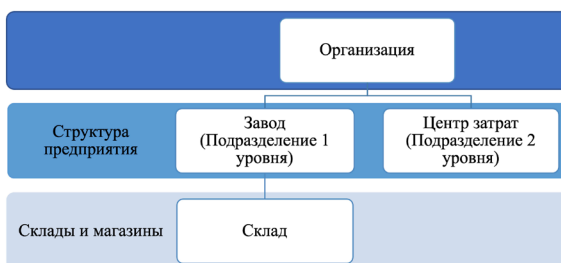 Организация
Структура
предприятия
Завод
(Подразделение 1
уровня)
Центр затрат
(Подразделение 2
уровня)
Склады и магазины
Склад